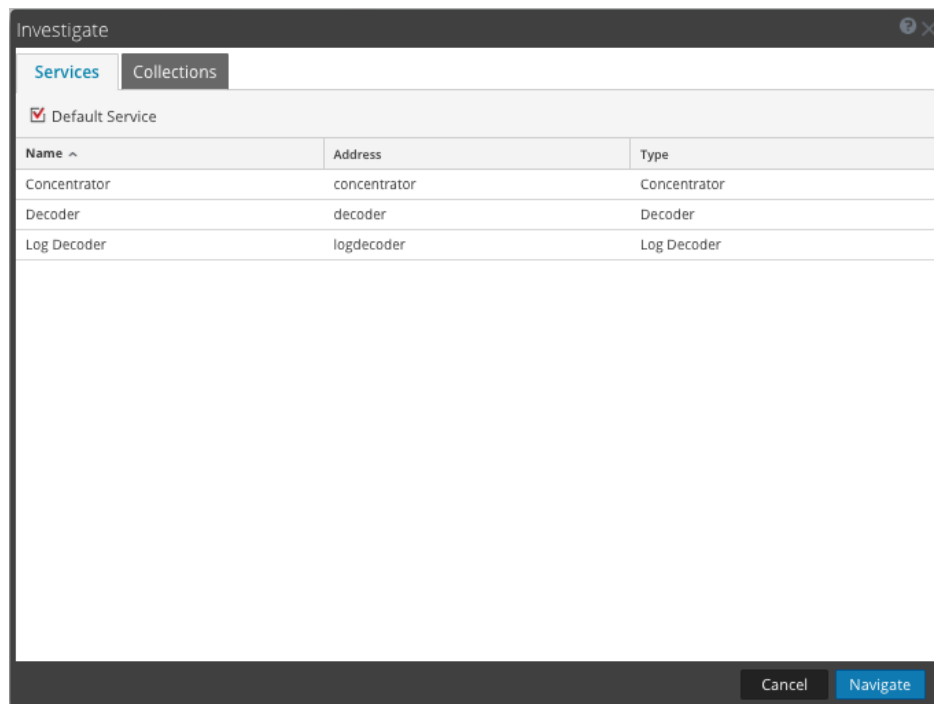 Investigate
Services Collections
Default Service
Name Address Type
Concentrator concentrator Concentrator
Decoder decoder Decoder
Log Decoder logdecoder Log Decoder
Cancel Navigate